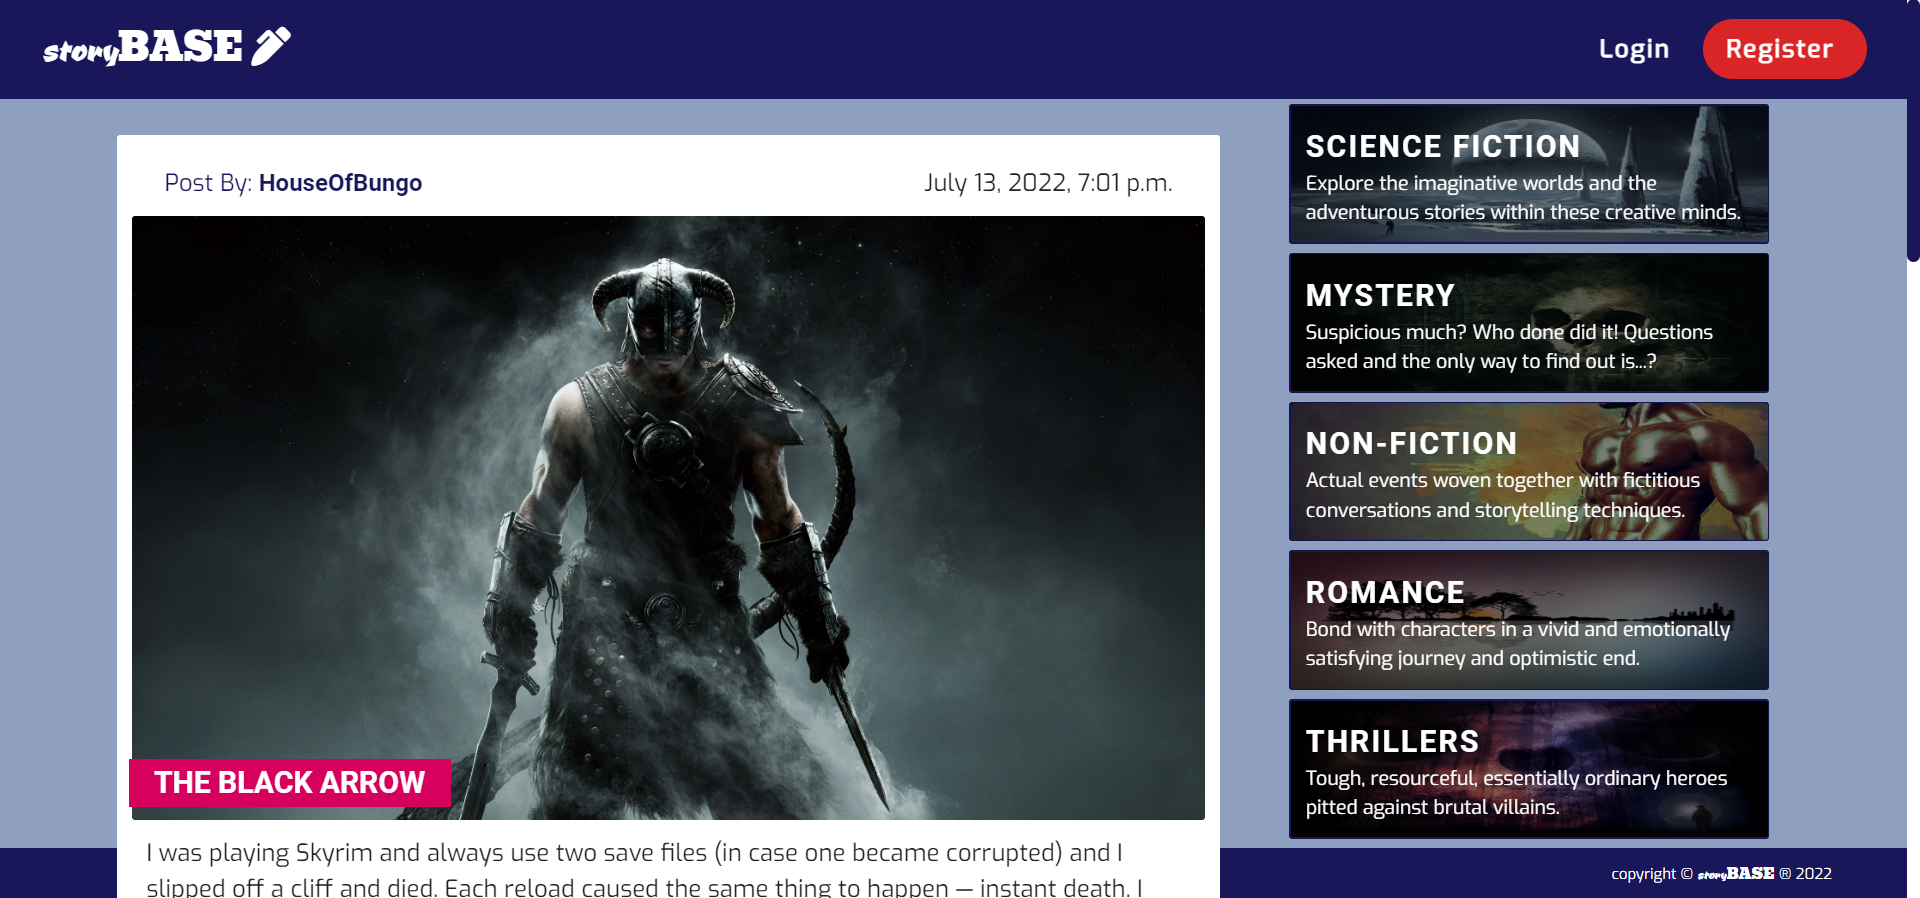 storyBASE
Login
Register
Post By: HouseOfBungo
July 13, 2022, 7:01 p.m.
THE BLACK ARROW
I was playing Skyrim and always use two save files (in case one became corrupted) and I
slipped off a cliff and died. Each reload caused the same thing to happen — instant death. I
SCIENCE FICTION
Explore the imaginative worlds and the
adventurous stories within these creative minds.
MYSTERY
Suspicious much? Who done did it! Questions
asked and the only way to find out is...?
NON-FICTION
Actual events woven together with fictitious
conversations and storytelling techniques.
ROMANCE
Bond with characters in a vivid and emotionally
satisfying journey and optimistic end.
THRILLERS
Tough, resourceful, essentially ordinary heroes
pitted against brutal villains.
copyright © storyBASE ® 2022